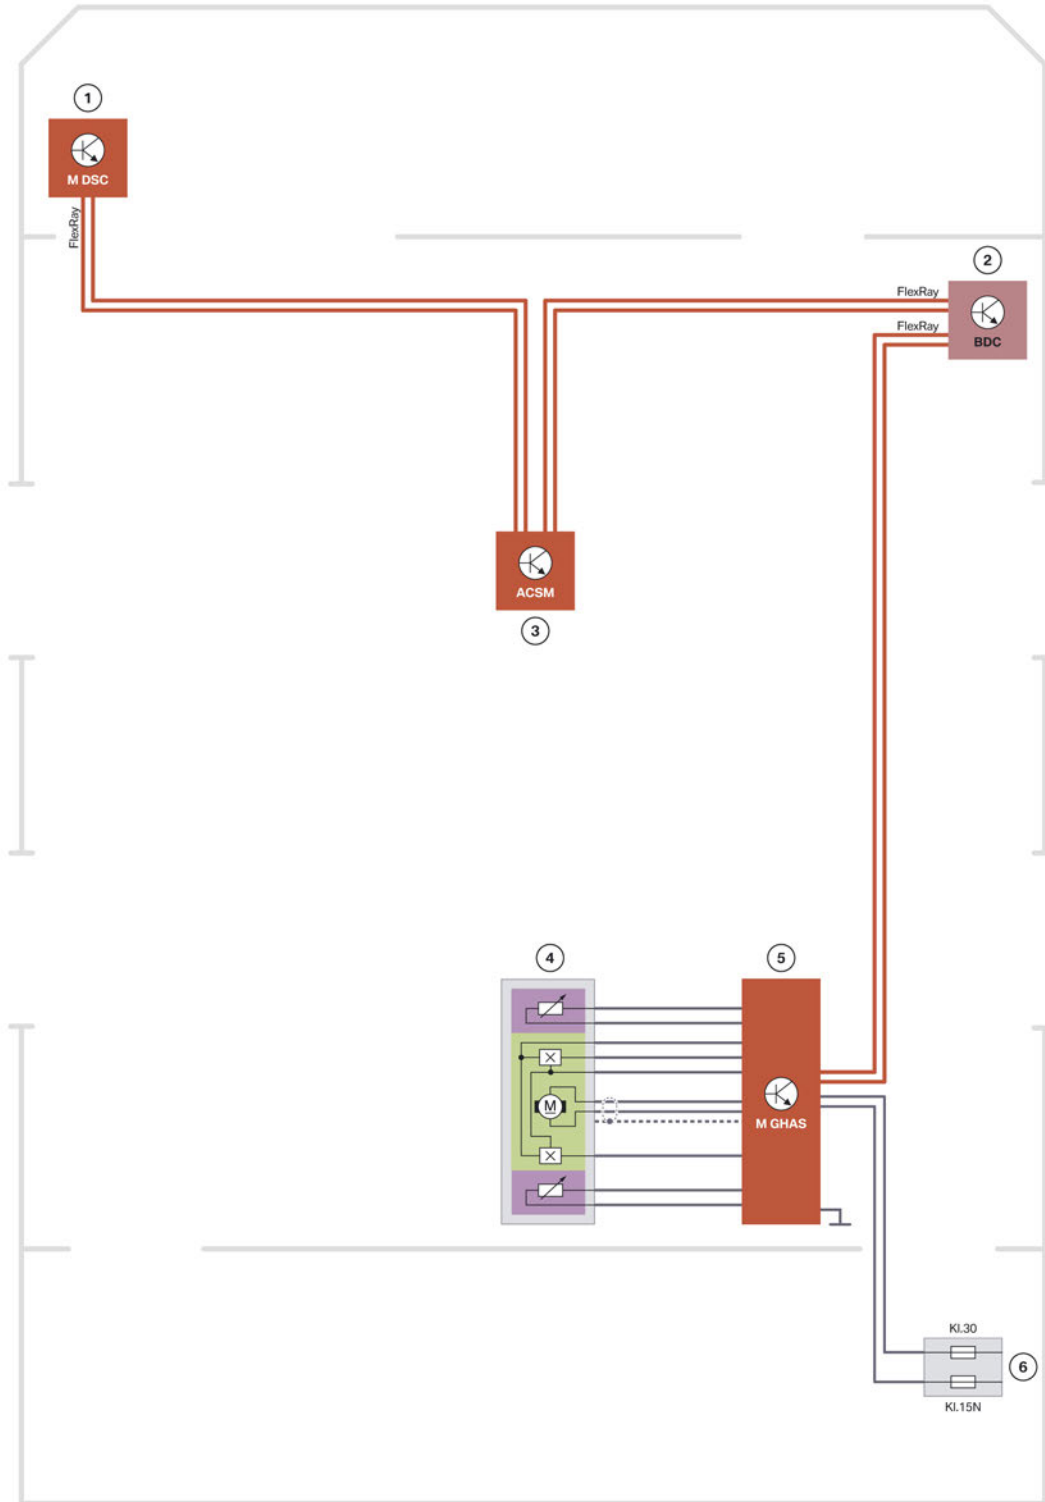 1
M DSC
FlexRay
2
FlexRay
FlexRay
BDC
ACSM
3
4
5
M
M GHAS
Kl.30
6
Kl.15N